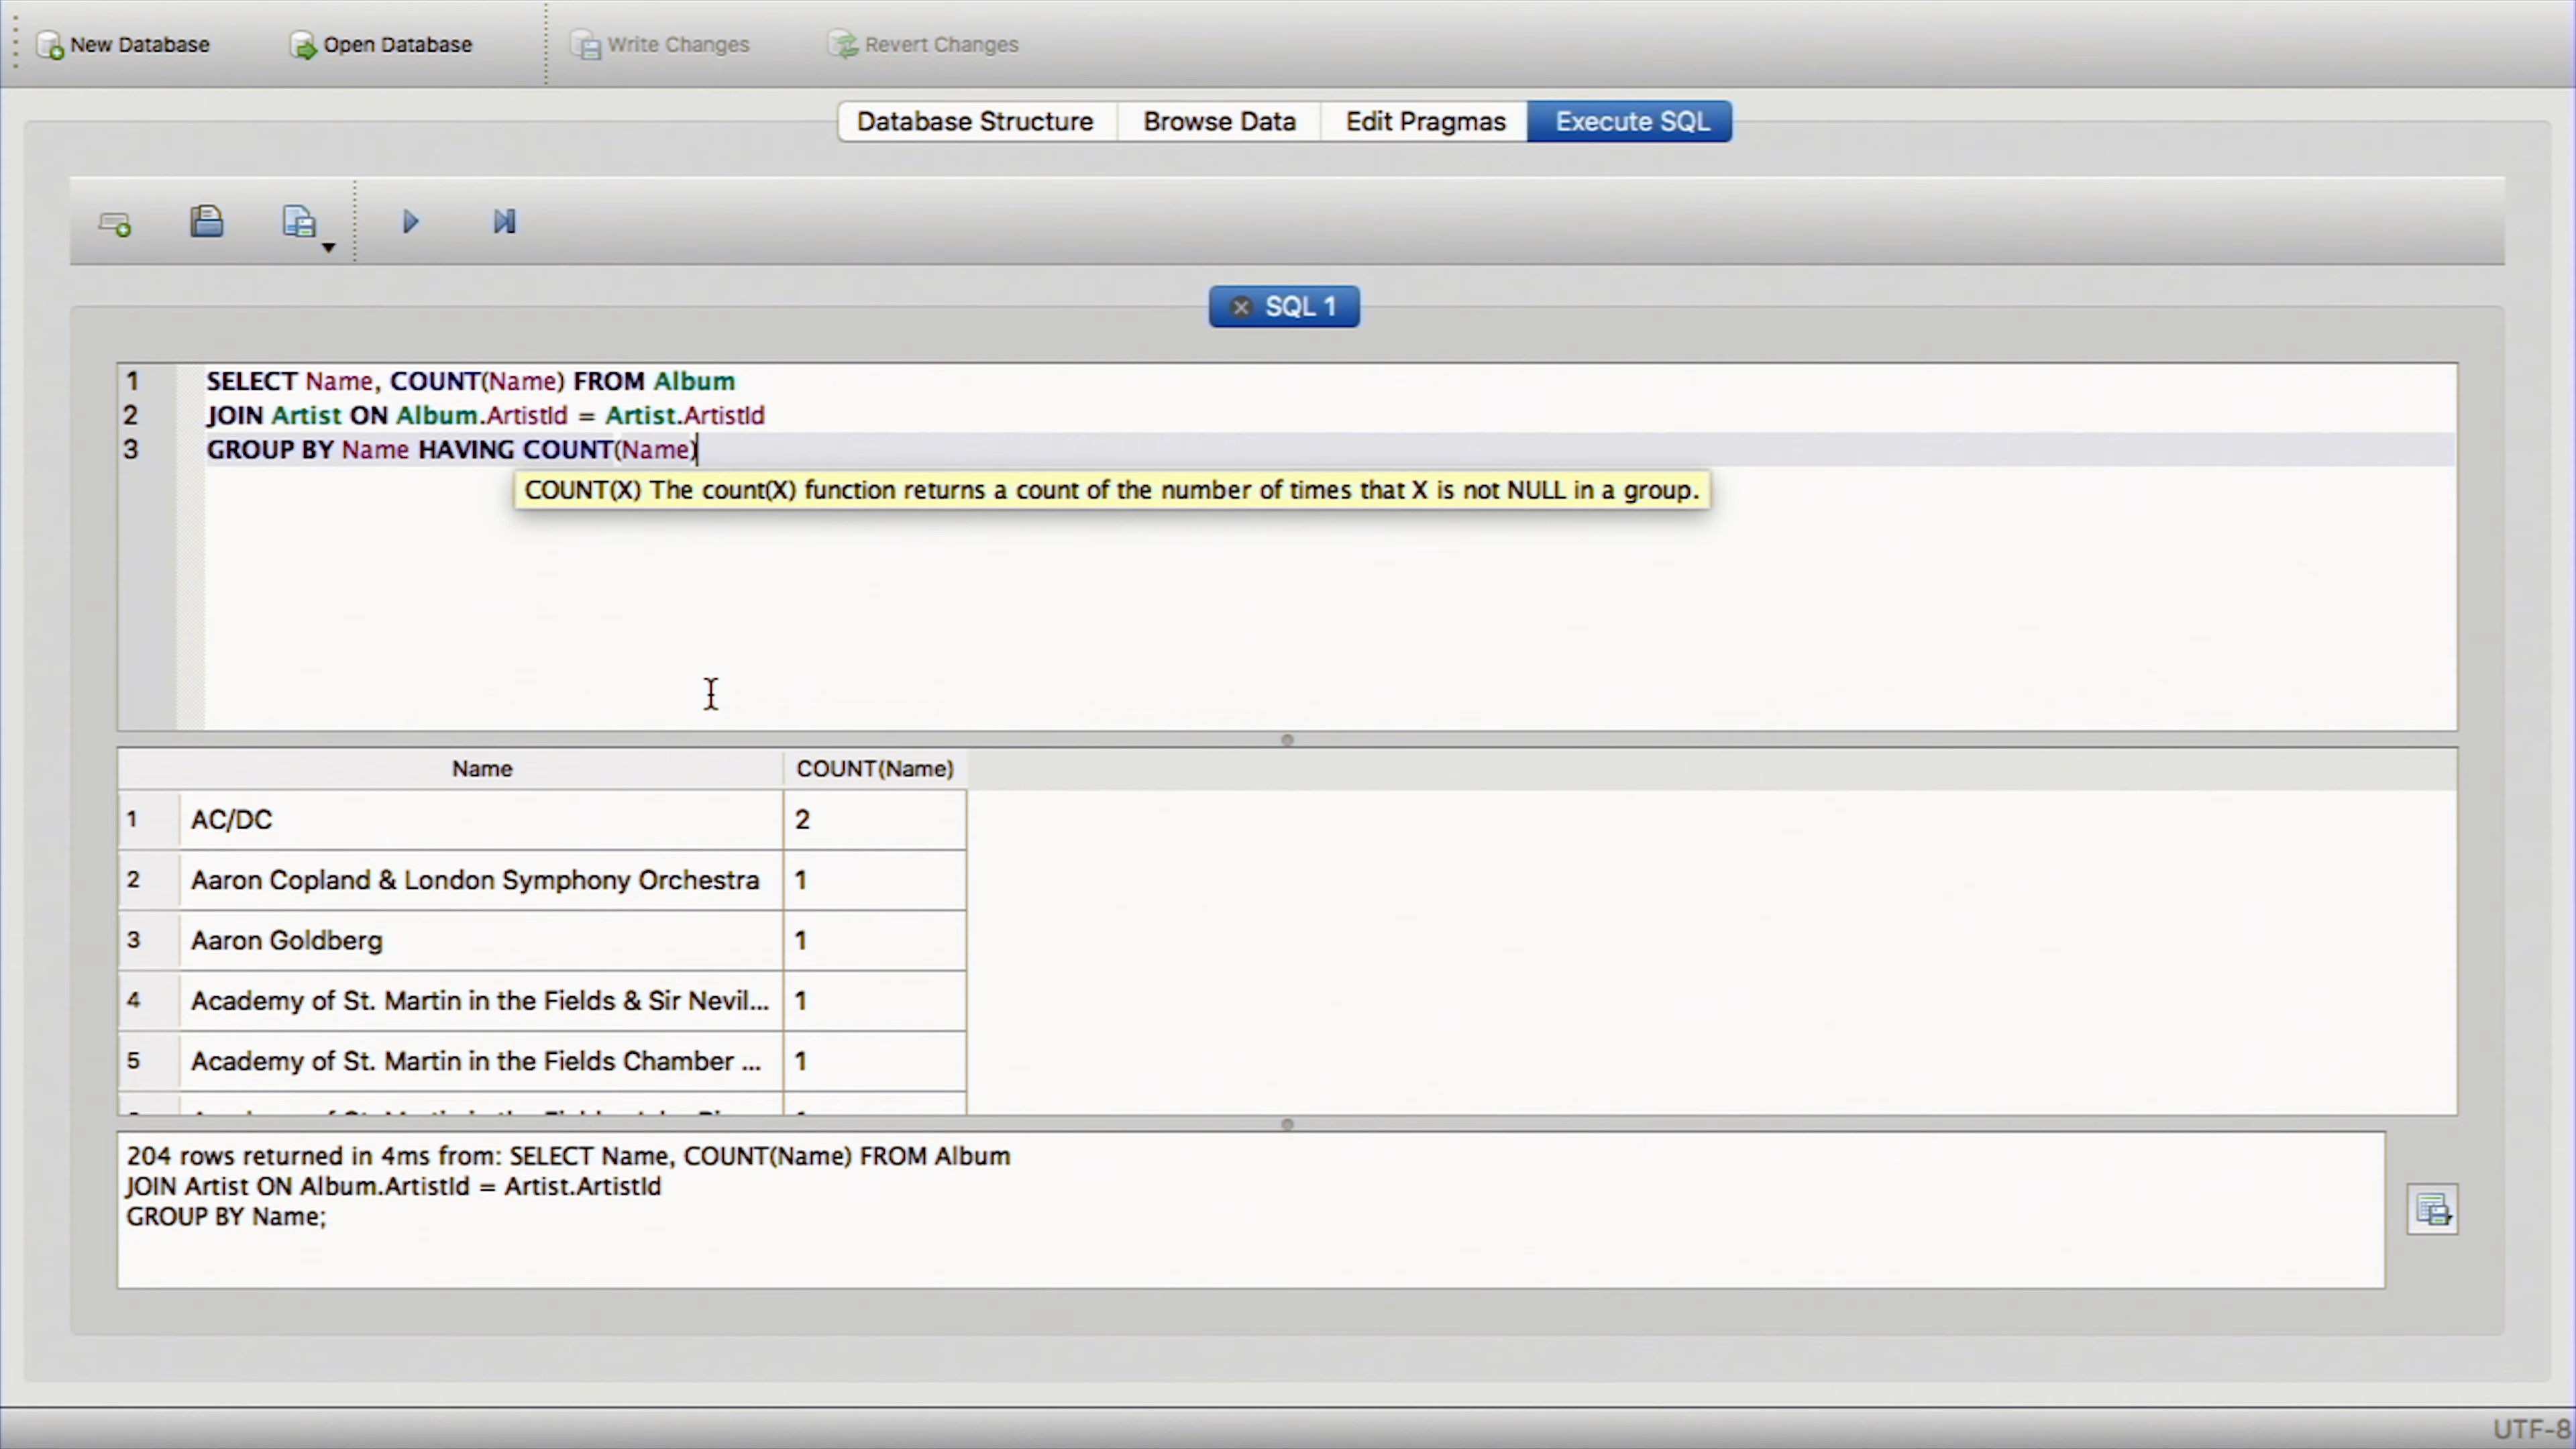 New Database Open Database Write Changes Revert Changes
Database Structure Browse Data Edit Pragmas Execute SQL
SQL 1
1 SELECT Name, COUNT(Name) FROM Album
2 JOIN Artist ON Album.ArtistId = Artist.ArtistId
3 GROUP BY Name HAVING COUNT(Name)
COUNT(X) The count(X) function returns a count of the number of times that X is not NULL in a group.
Name COUNT(Name)
1 AC/DC 2
2 Aaron Copland & London Symphony Orchestra 1
3 Aaron Goldberg 1
4 Academy of St. Martin in the Fields & Sir Nevil... 1
5 Academy of St. Martin in the Fields Chamber ... 1
204 rows returned in 4ms from: SELECT Name, COUNT(Name) FROM Album
JOIN Artist ON Album.ArtistId = Artist.ArtistId
GROUP BY Name;
UTF-8